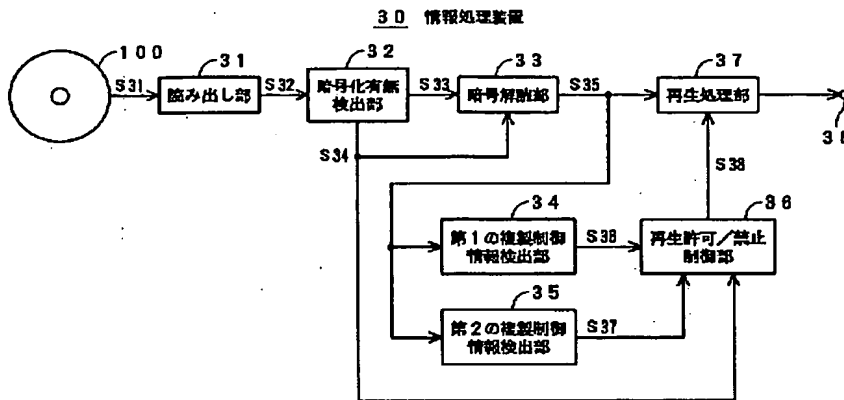 30 情報処理装置
100
31
32
33
37
S31
読み出し部
S32
暗号化有無
検出部
S33
暗号解読部
S35
再生処理部
38
S34
S38
34
第1の複製制御
情報検出部
S36
36
再生許可/禁止
制御部
35
第2の複製制御
情報検出部
S37